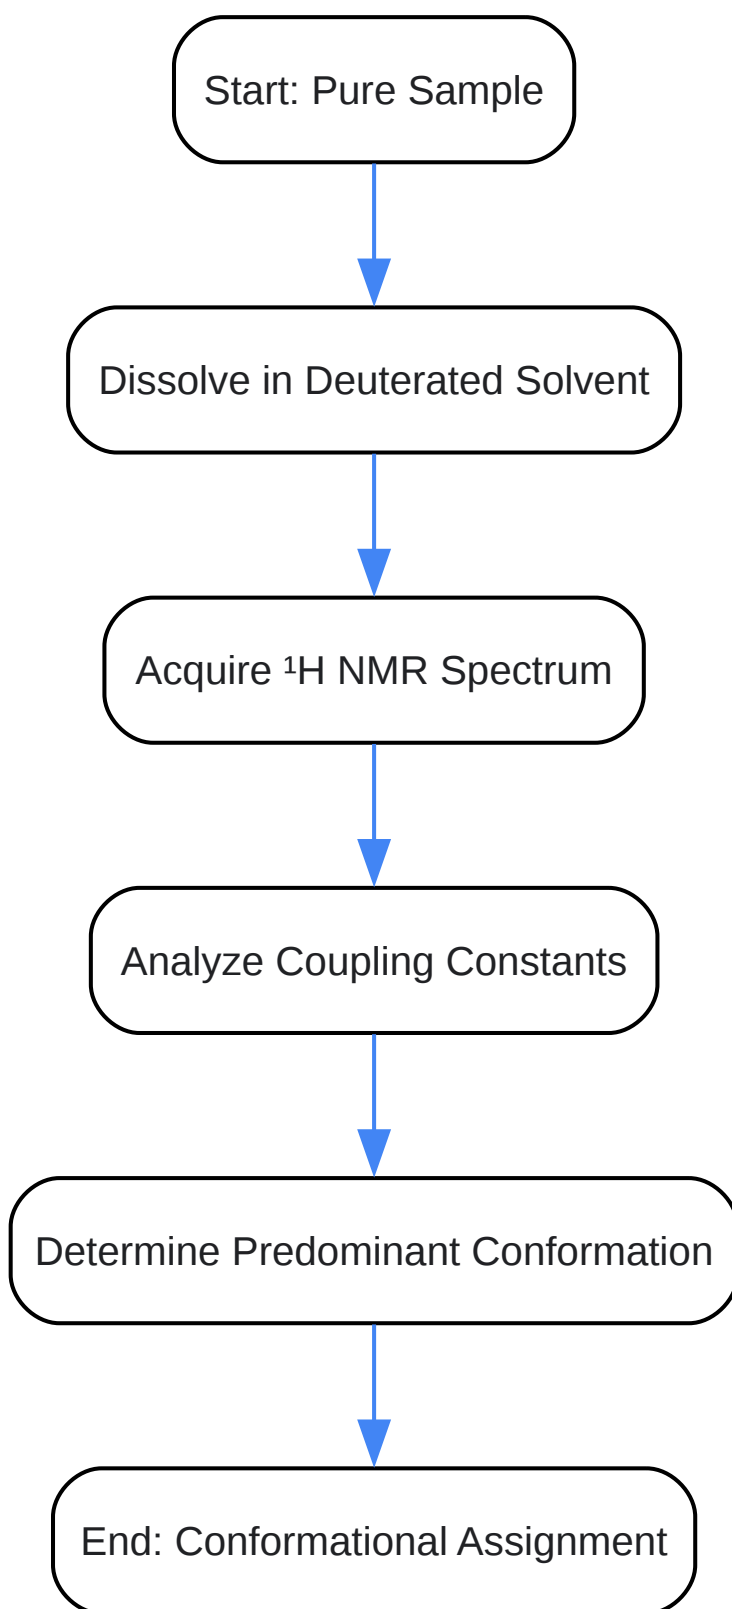 Start: Pure Sample
Dissolve in Deuterated Solvent
Acquire ¹H NMR Spectrum
Analyze Coupling Constants
Determine Predominant Conformation
End: Conformational Assignment